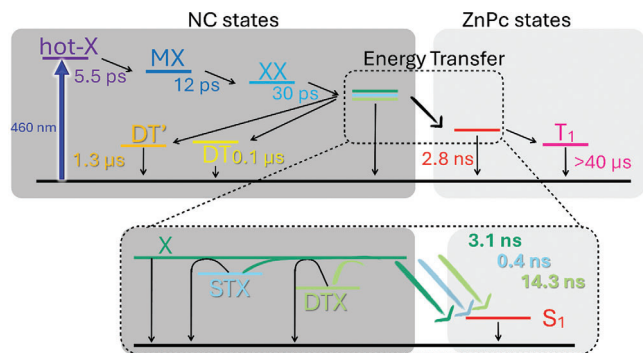 NC states
ZnPc states
hot-X
5.5 ps
MX
12 ps
XX
30 ps
Energy Transfer
460 nm
DT'
1.3 µs
DT
0.1 µs
2.8 ns
T1
>40 µs
X
STX
DTX
3.1 ns
0.4 ns
14.3 ns
S1